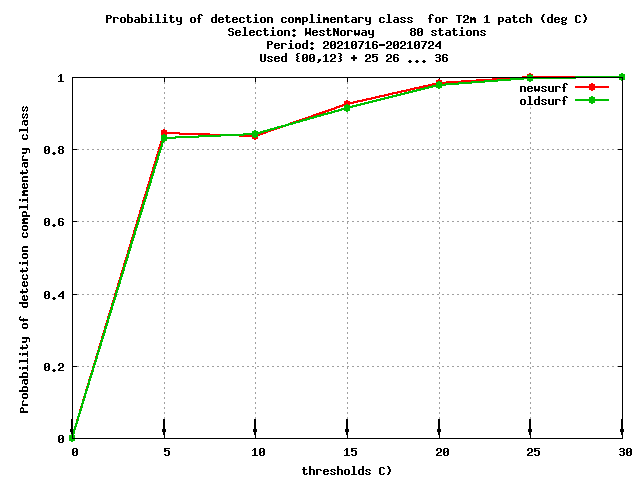 Probability of detection complimentary class  for T2m 1 patch (deg C)
Selection: WestNorway     80 stations
Period: 20210716-20210724
Used {00,12} + 25 26 ... 36
newsurf
oldsurf
Probability of detection complimentary class
1
0.8
0.6
0.4
0.2
0
0 5 10 15 20 25 30
thresholds C)